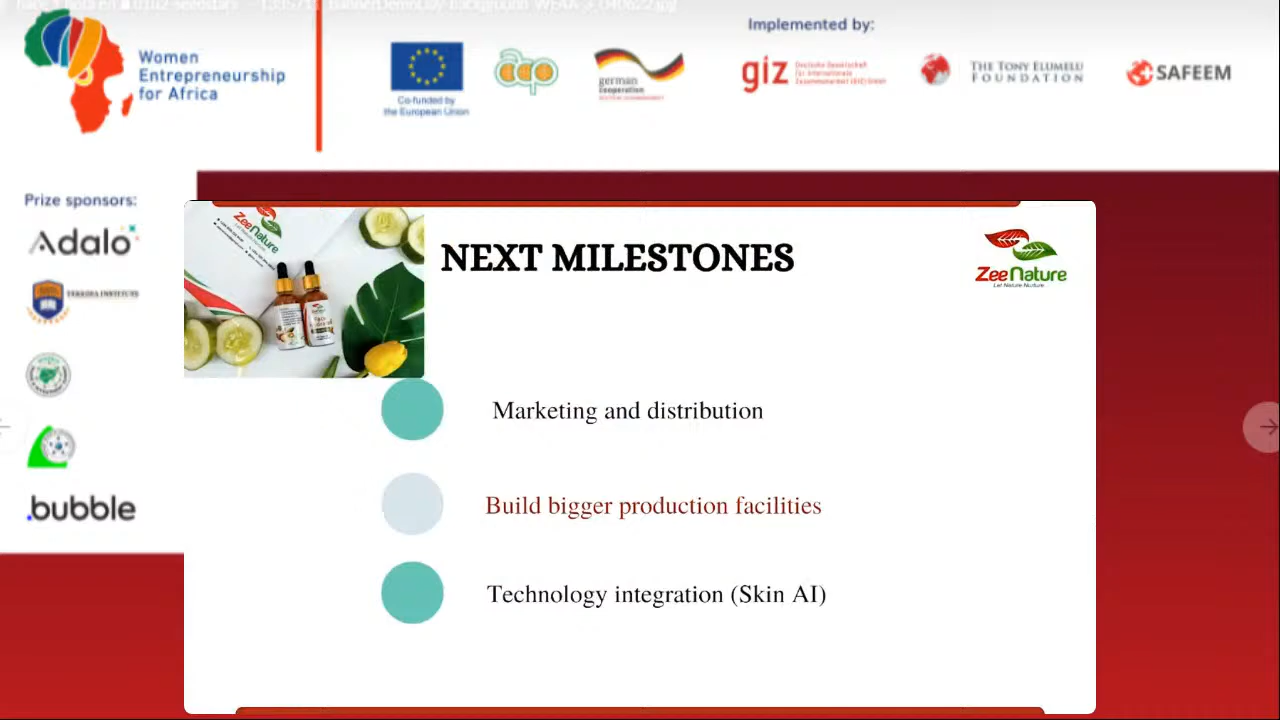 Implemented by:
Women
Entrepreneurship
for Africa
Co-funded by
the European Union
acp
german
cooperation
giz
Deutsche Gesellschaft
für Internationale
Zusammenarbeit (GIZ) GmbH
THE TONY ELUMELU
FOUNDATION
SAFEEM
Prize sponsors:
Adalo
.bubble
ZeeNature
NEXT MILESTONES
ZeeNature
Let Nature Nurture
Marketing and distribution
Build bigger production facilities
Technology integration (Skin AI)